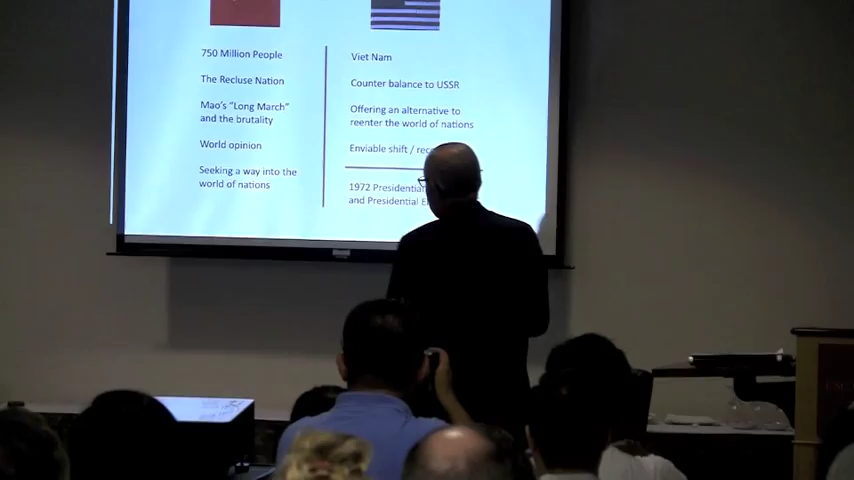 750 Million People
The Recluse Nation
Mao's "Long March"
and the brutality
World opinion
Seeking a way into the
world of nations
Viet Nam
Counter balance to USSR
Offering an alternative to
reenter the world of nations
Enviable shift /
1972 Presidential
and Presidential